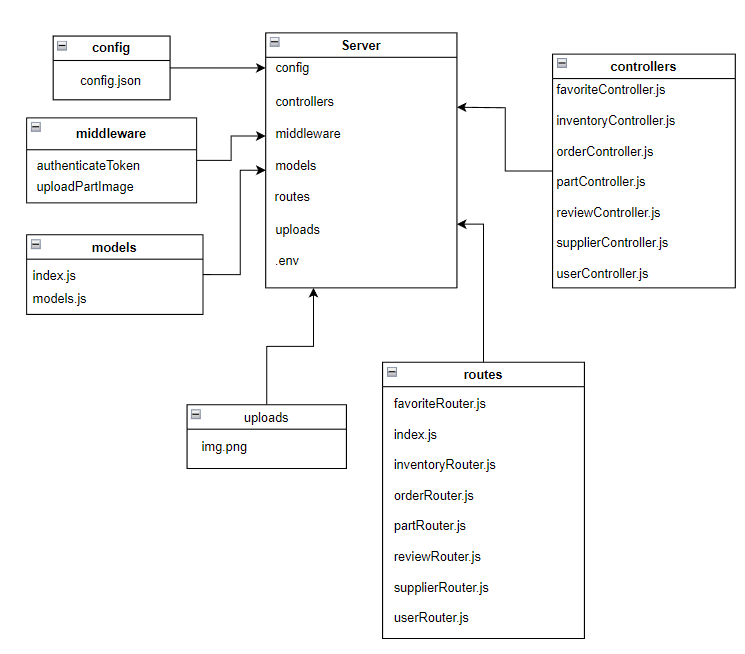 config
config.json
middleware
authenticateToken
uploadPartImage
models
index.js
models.js
Server
config
controllers
middleware
models
routes
uploads
.env
controllers
favoriteController.js
inventoryController.js
orderController.js
partController.js
reviewController.js
supplierController.js
userController.js
uploads
img.png
routes
favoriteRouter.js
index.js
inventoryRouter.js
orderRouter.js
partRouter.js
reviewRouter.js
supplierRouter.js
userRouter.js